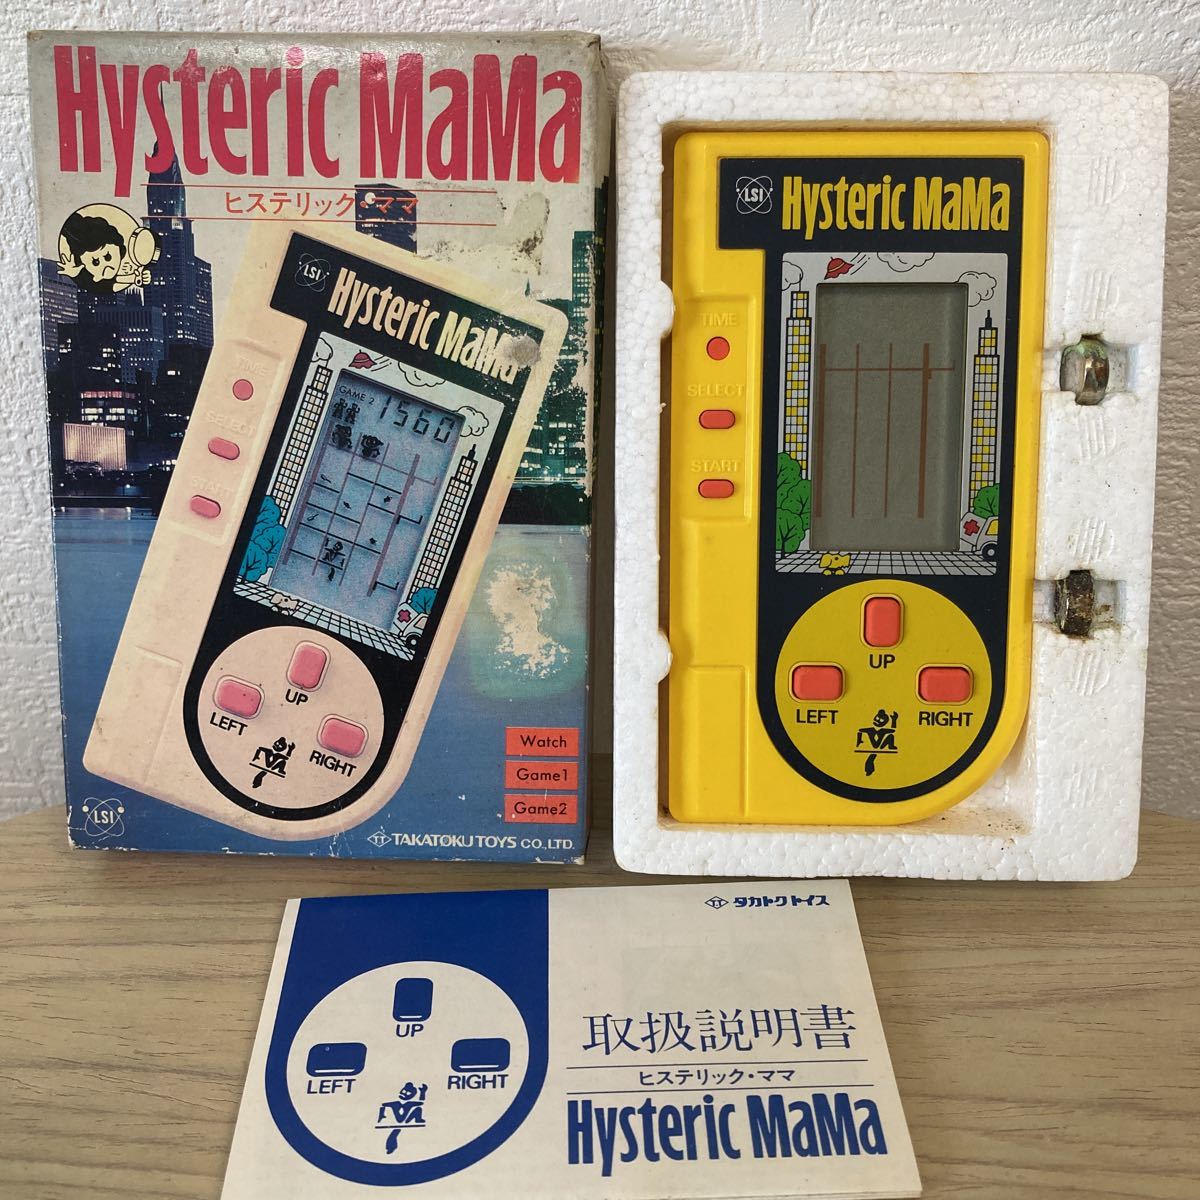 Hysteric MaMa
ヒステリック・ママ
LSI
Hysteric MaMa
TIME
SELECT
START
GAME 2
1560
UP
LEFT
RIGHT
Watch
Game1
Game2
LSI
TT TAKATOKU TOYS CO., LTD.
LSI
Hysteric MaMa
TIME
SELECT
START
UP
LEFT
RIGHT
TT タカトクトイス
UP
LEFT
RIGHT
取扱説明書
ヒステリック・ママ
Hysteric MaMa